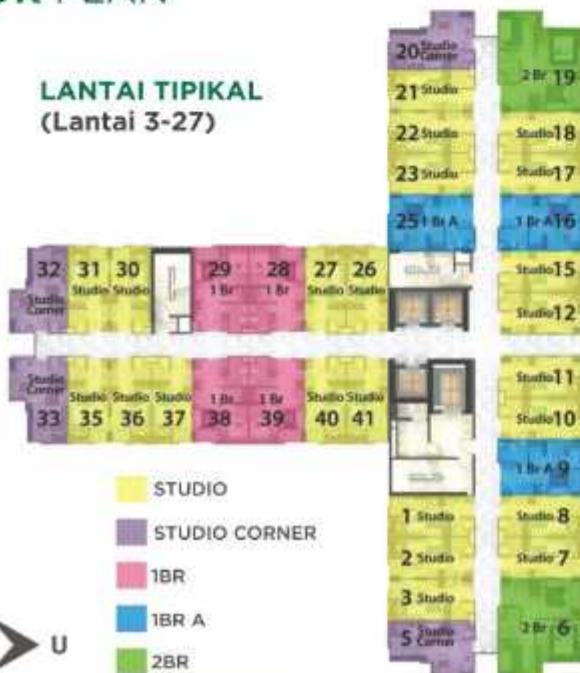 PLAN
LANTAI TIPIKAL
(Lantai 3-27)
20 Studio Corner
2 Br 19
21 Studio
22 Studio
Studio 18
23 Studio
Studio 17
25 1 Br A
1 Br A 16
32 31 30 29 28 27 26
Studio Corner Studio Studio 1 Br 1 Br Studio Studio
Studio 15
Studio 12
Studio Corner Studio Studio Studio 1 Br 1 Br Studio Studio
33 35 36 37 38 39 40 41
Studio 11
Studio 10
1 Br A 9
1 Studio
Studio 8
2 Studio
Studio 7
3 Studio
5 Studio Corner
2 Br 6
STUDIO
STUDIO CORNER
1BR
1BR A
2BR
U